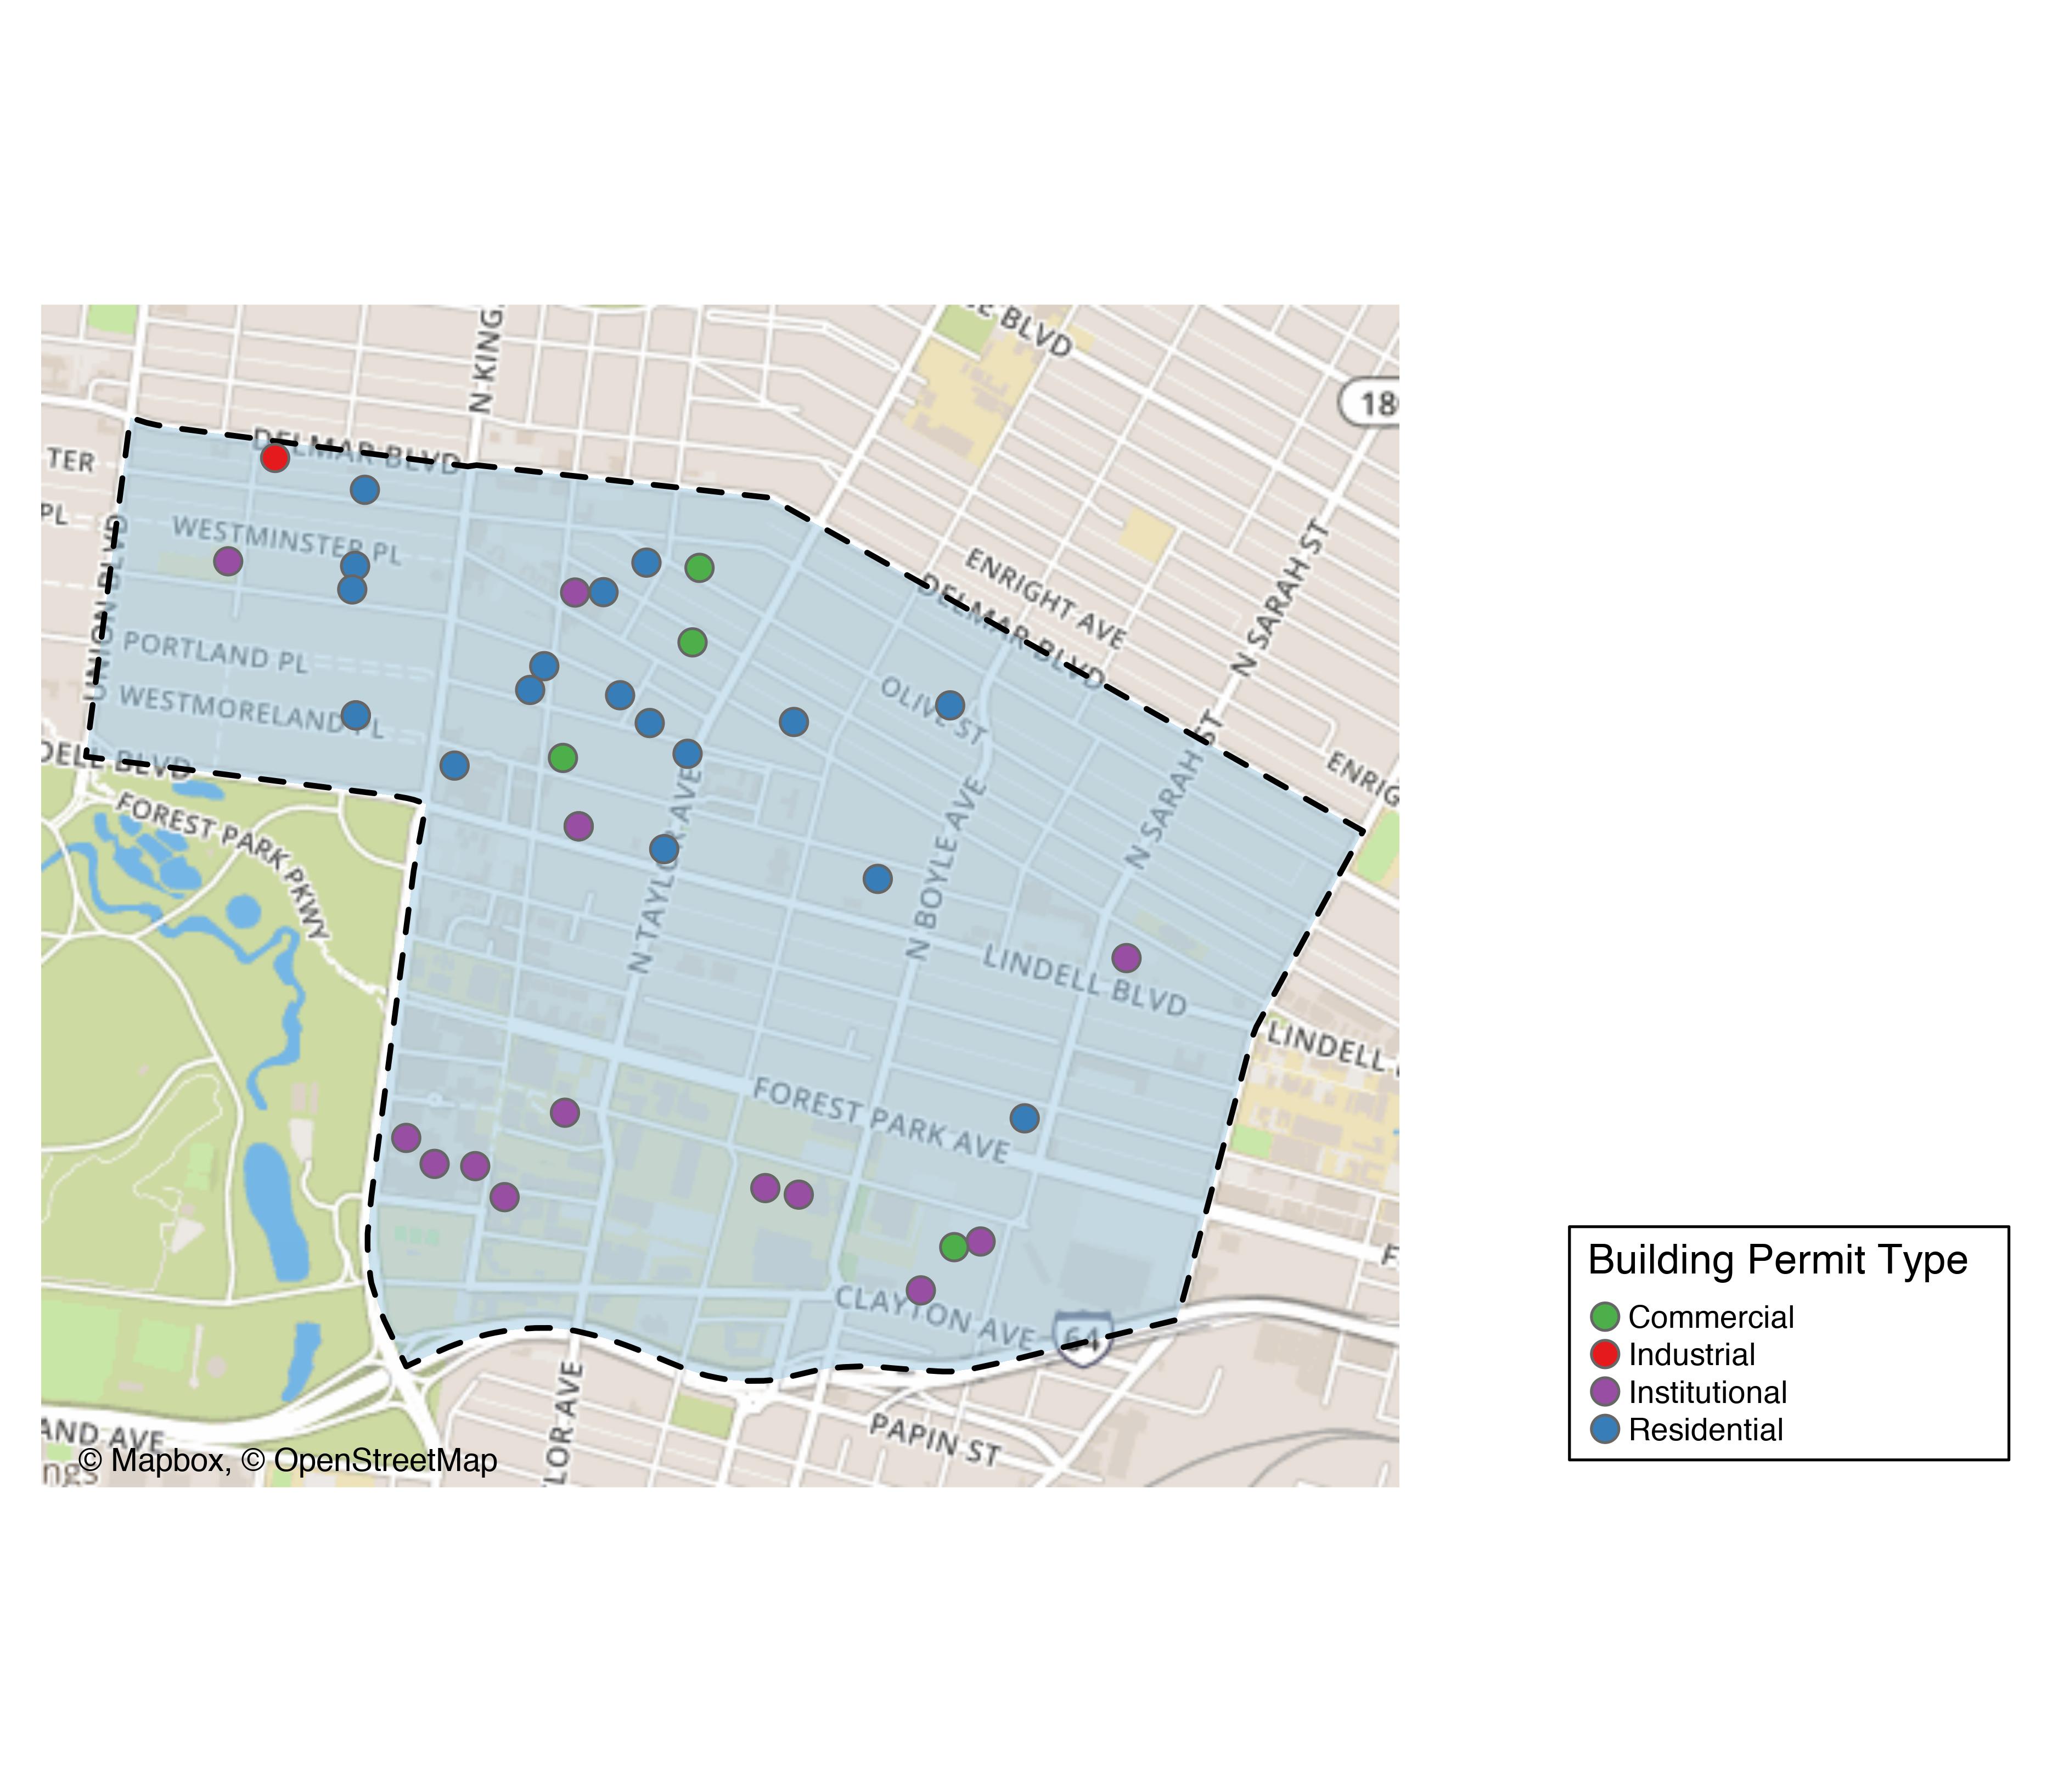 E BLVD
N KING
18
DELMAR BLVD
TER
PL
WESTMINSTER PL
ENRIGHT AVE
N SARAH ST
UNION BLVD
DELMAR BLVD
PORTLAND PL
WESTMORELAND PL
OLIVE ST
DELL BLVD
ENRIG
FOREST PARK PKWY
N TAYLOR AVE
N BOYLE AVE
N SARAH ST
LINDELL BLVD
LINDELL
FOREST PARK AVE
F
CLAYTON AVE
64
LOR AVE
PAPIN ST
AND AVE
ngs
© Mapbox, © OpenStreetMap
Building Permit Type
Commercial
Industrial
Institutional
Residential